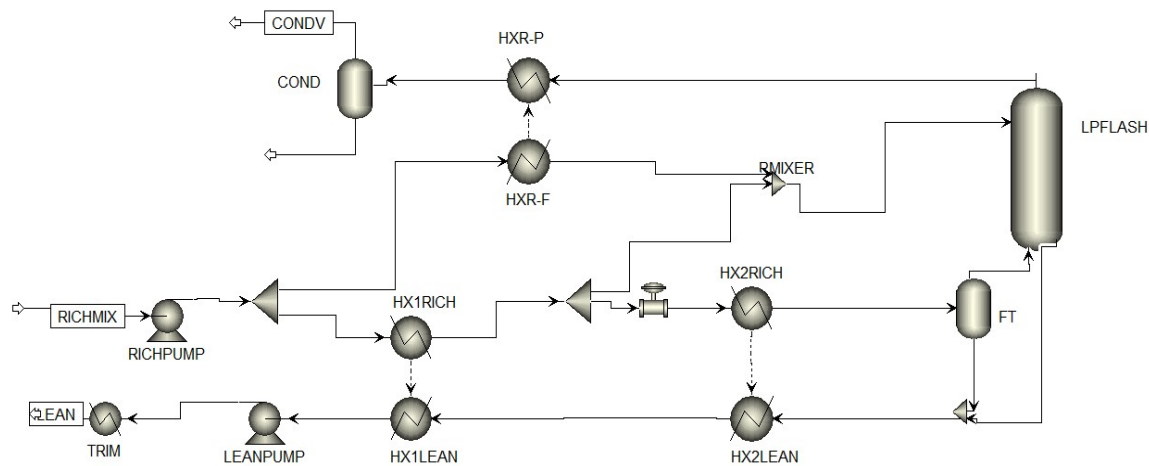 CONDV
HXR-P
COND
LPFLASH
RMIXER
HXR-F
HX2RICH
HX1RICH
RICHMIX
FT
RICHPUMP
LEAN
TRIM
LEANPUMP
HX1LEAN
HX2LEAN